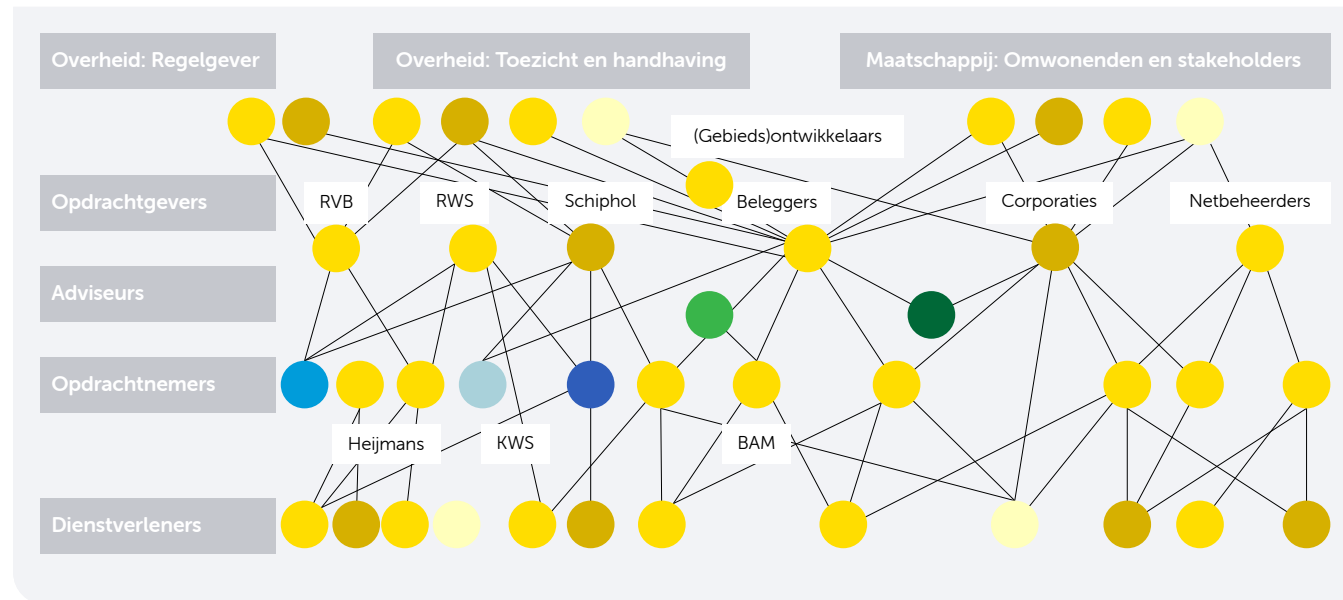 Overheid: Regelgever
Overheid: Toezicht en handhaving
Maatschappij: Omwonenden en stakeholders
(Gebieds)ontwikkelaars
Opdrachtgevers
RVB
RWS
Schiphol
Beleggers
Corporaties
Netbeheerders
Adviseurs
Opdrachtnemers
Heijmans
KWS
BAM
Dienstverleners